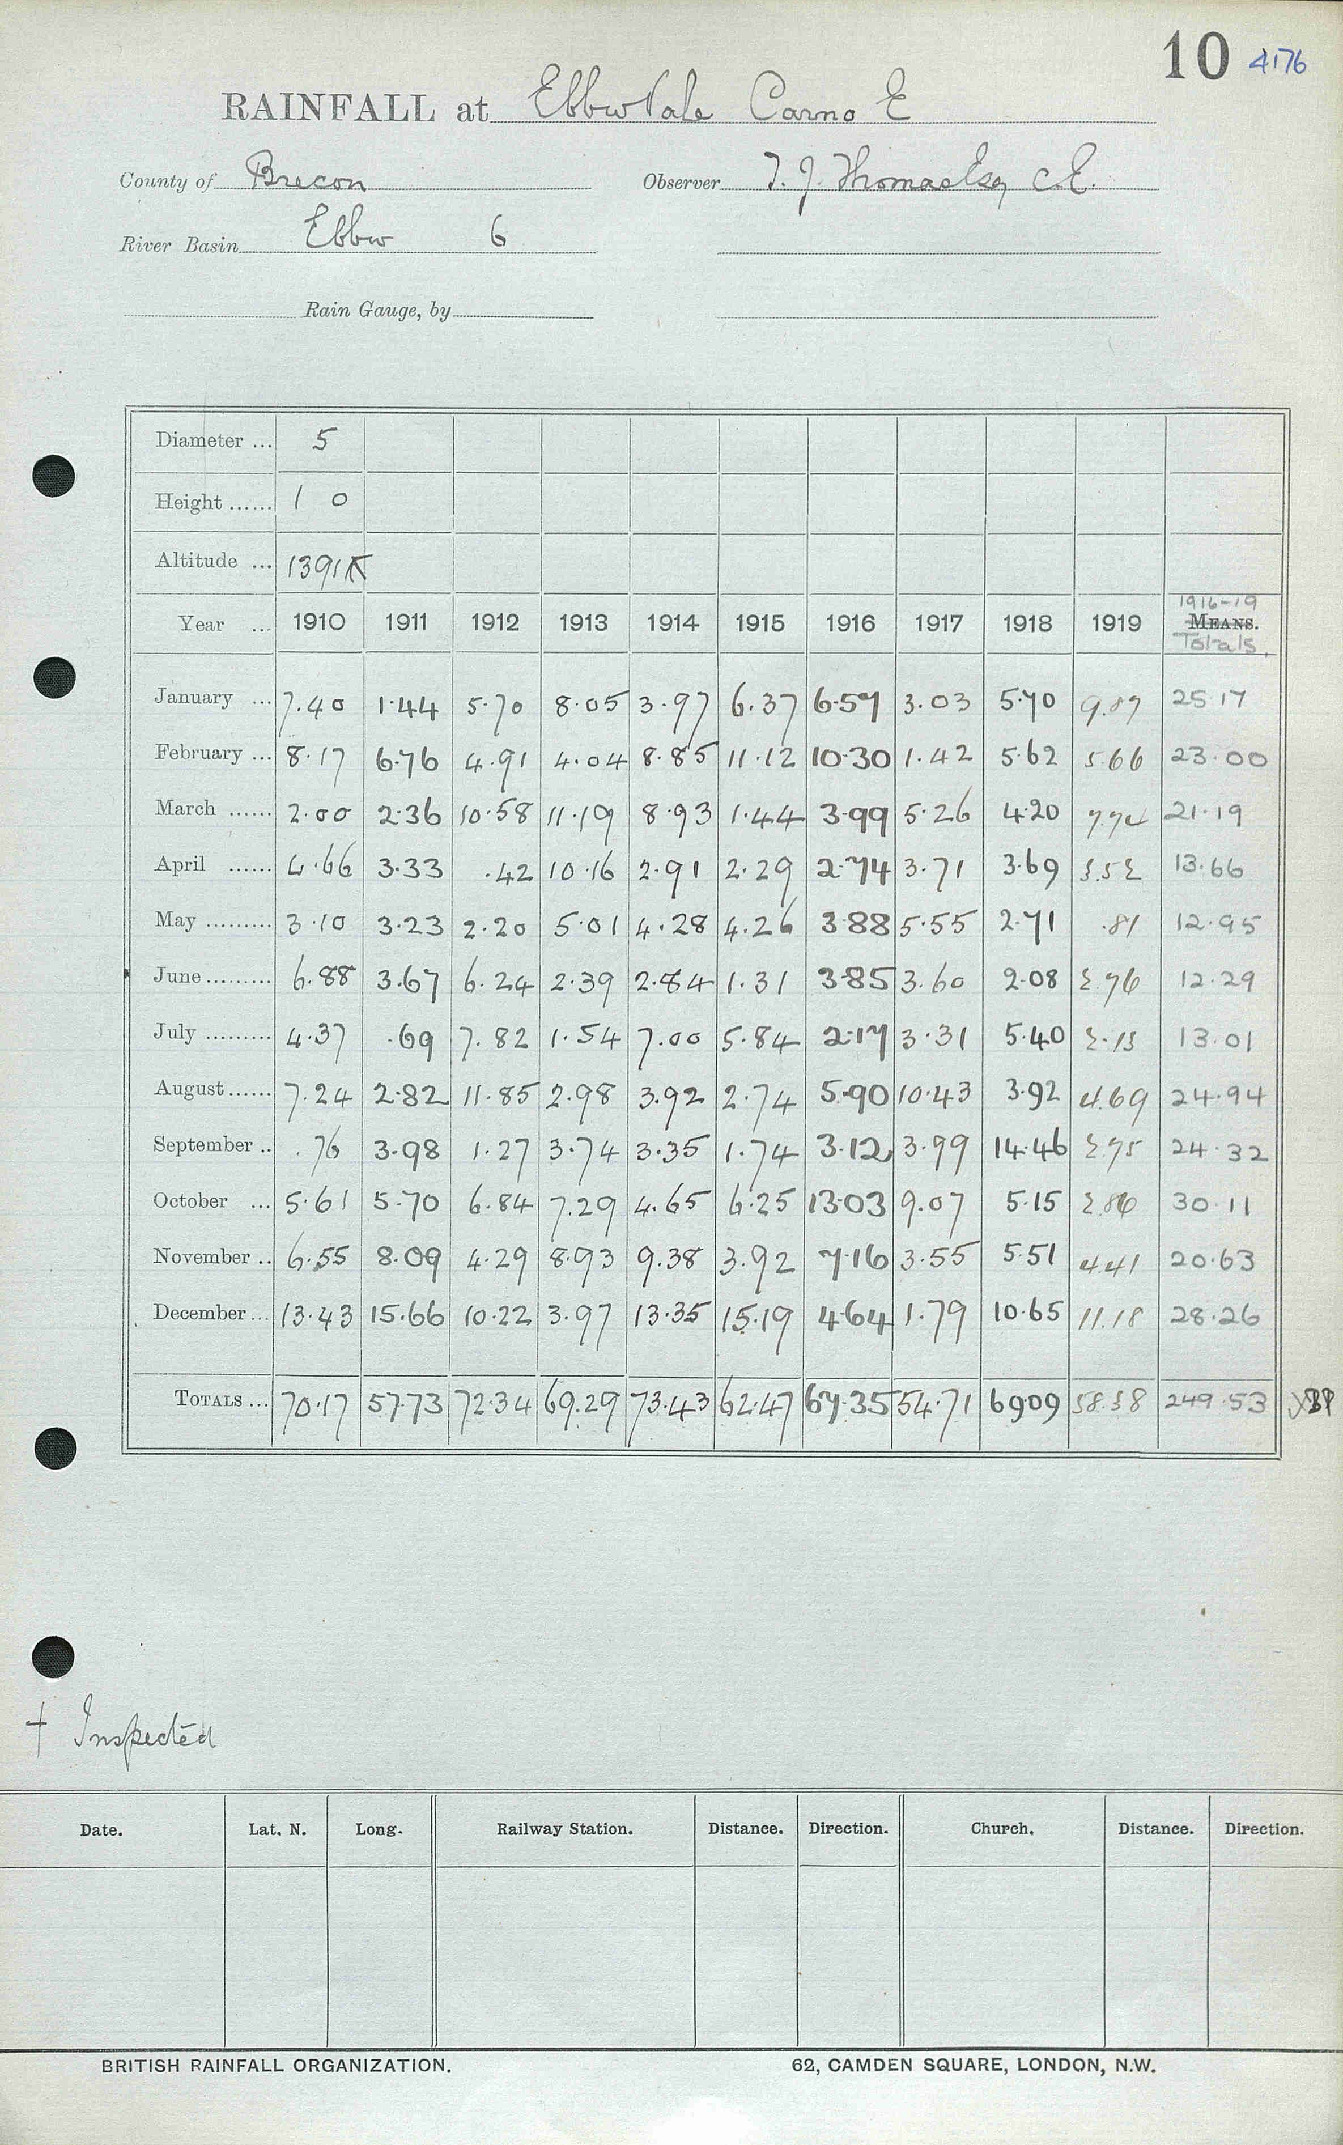 10 4176
RAINFALL at Ebbw Vale Carno E
County of Brecon Observer T. J. Thomas Esq C.E.
River Basin Ebbw 6
Rain Gauge, by
Diameter ... 5
Height ...... 1 0
Altitude ... 1391
1916-19
Year ... 1910 1911 1912 1913 1914 1915 1916 1917 1918 1919 MEANS.
Totals.
January ... 7.40 1.44 5.70 8.05 3.97 6.37 6.57 3.03 5.70 9.87 25.17
February ... 8.17 6.76 4.91 4.04 8.85 11.12 10.30 1.42 5.62 5.66 23.00
March ...... 2.00 2.36 10.58 11.19 8.93 1.44 3.99 5.26 4.20 7.74 21.19
April ...... 4.66 3.33 .42 10.16 2.91 2.29 2.74 3.71 3.69 3.52 13.66
May ......... 3.10 3.23 2.20 5.01 4.28 4.26 3.88 5.55 2.71 .81 12.95
June ......... 6.88 3.67 6.24 2.39 2.84 1.31 3.85 3.60 2.08 2.76 12.29
July ......... 4.37 .69 7.82 1.54 7.00 5.84 2.17 3.31 5.40 2.13 13.01
August ...... 7.24 2.82 11.85 2.98 3.92 2.74 5.90 10.43 3.92 4.69 24.94
September .. .76 3.98 1.27 3.74 3.35 1.74 3.12 3.99 14.46 2.75 24.32
October ... 5.61 5.70 6.84 7.29 4.65 6.25 13.03 9.07 5.15 2.86 30.11
November .. 6.55 8.09 4.29 8.93 9.38 3.92 7.16 3.55 5.51 4.41 20.63
December ... 13.43 15.66 10.22 3.97 13.35 15.19 4.64 1.79 10.65 11.18 28.26
TOTALS ... 70.17 57.73 72.34 69.29 73.43 62.47 67.35 54.71 69.09 58.38 249.53
+ Inspected
Date. Lat. N. Long. Railway Station. Distance. Direction. Church. Distance. Direction.
BRITISH RAINFALL ORGANIZATION. 62, CAMDEN SQUARE, LONDON, N.W.